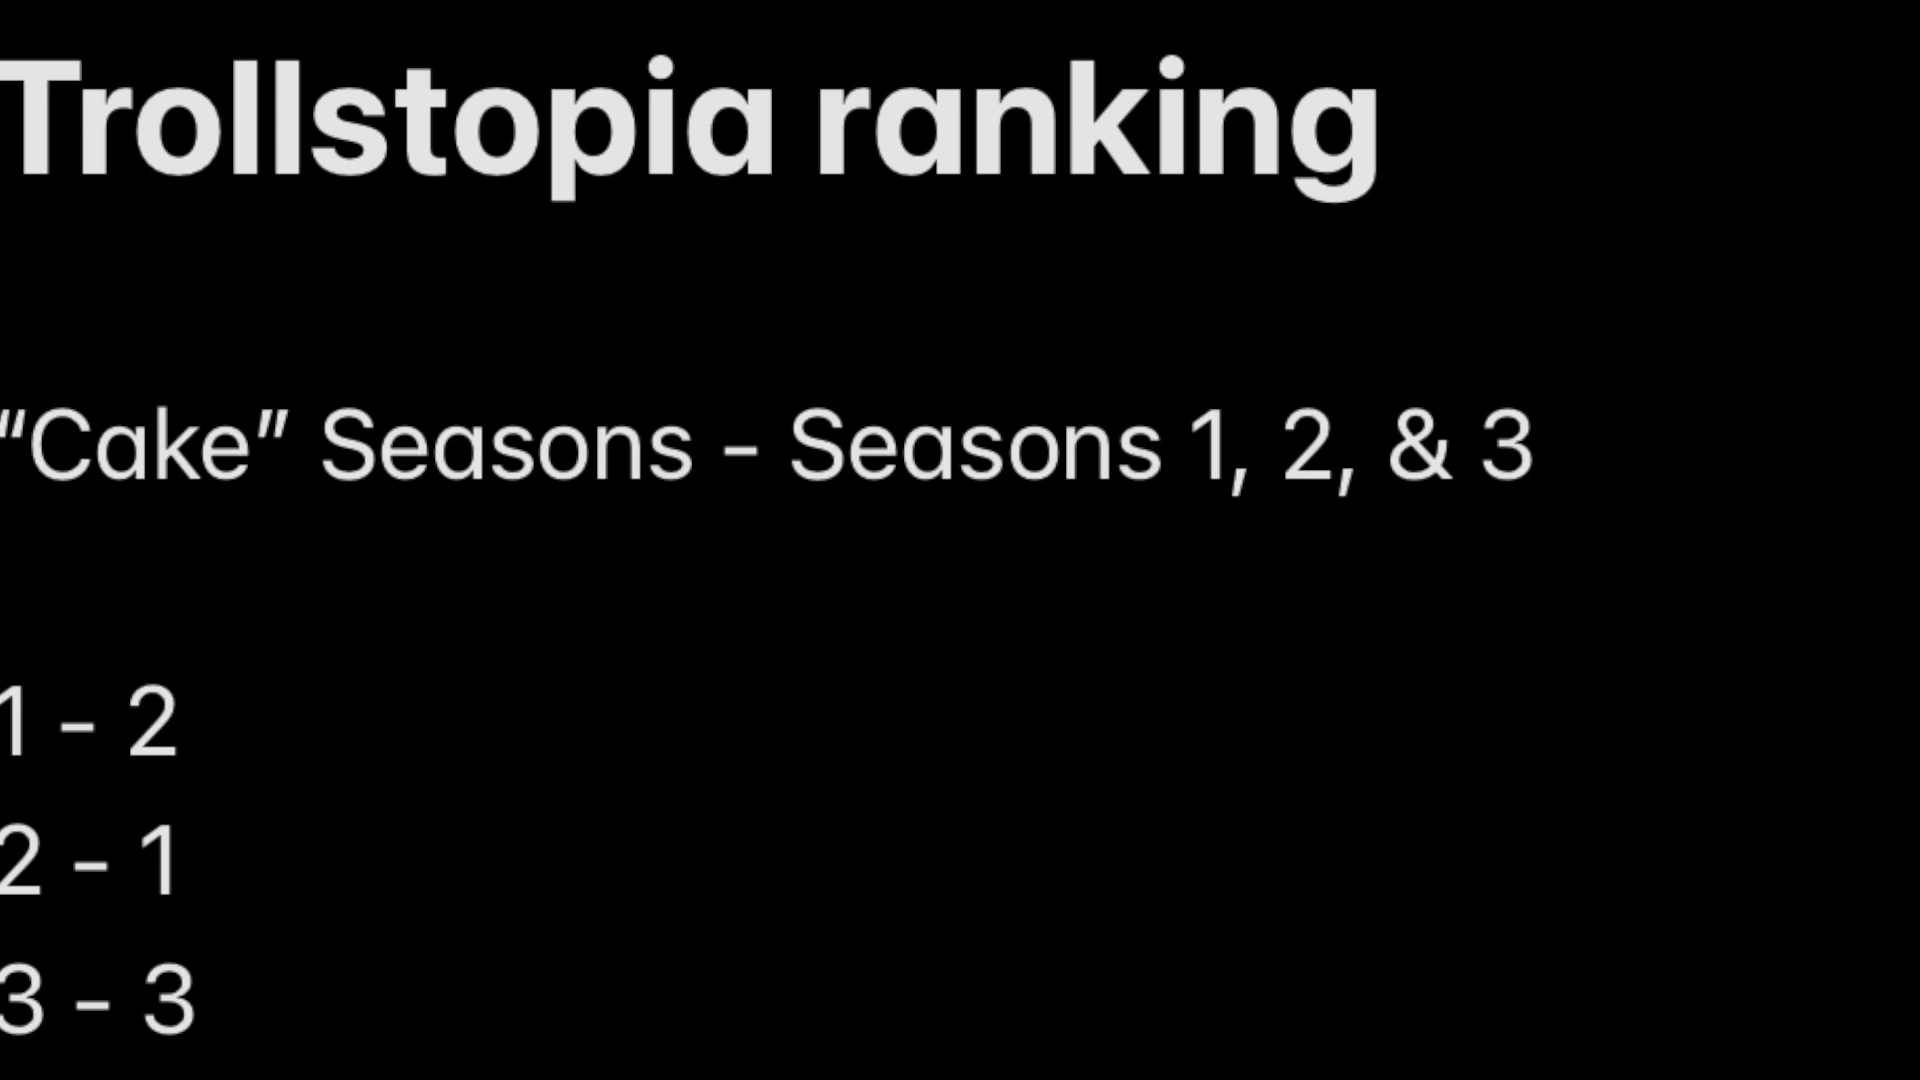 Trollstopia ranking
“Cake” Seasons - Seasons 1, 2, & 3
1 - 2
2 - 1
3 - 3